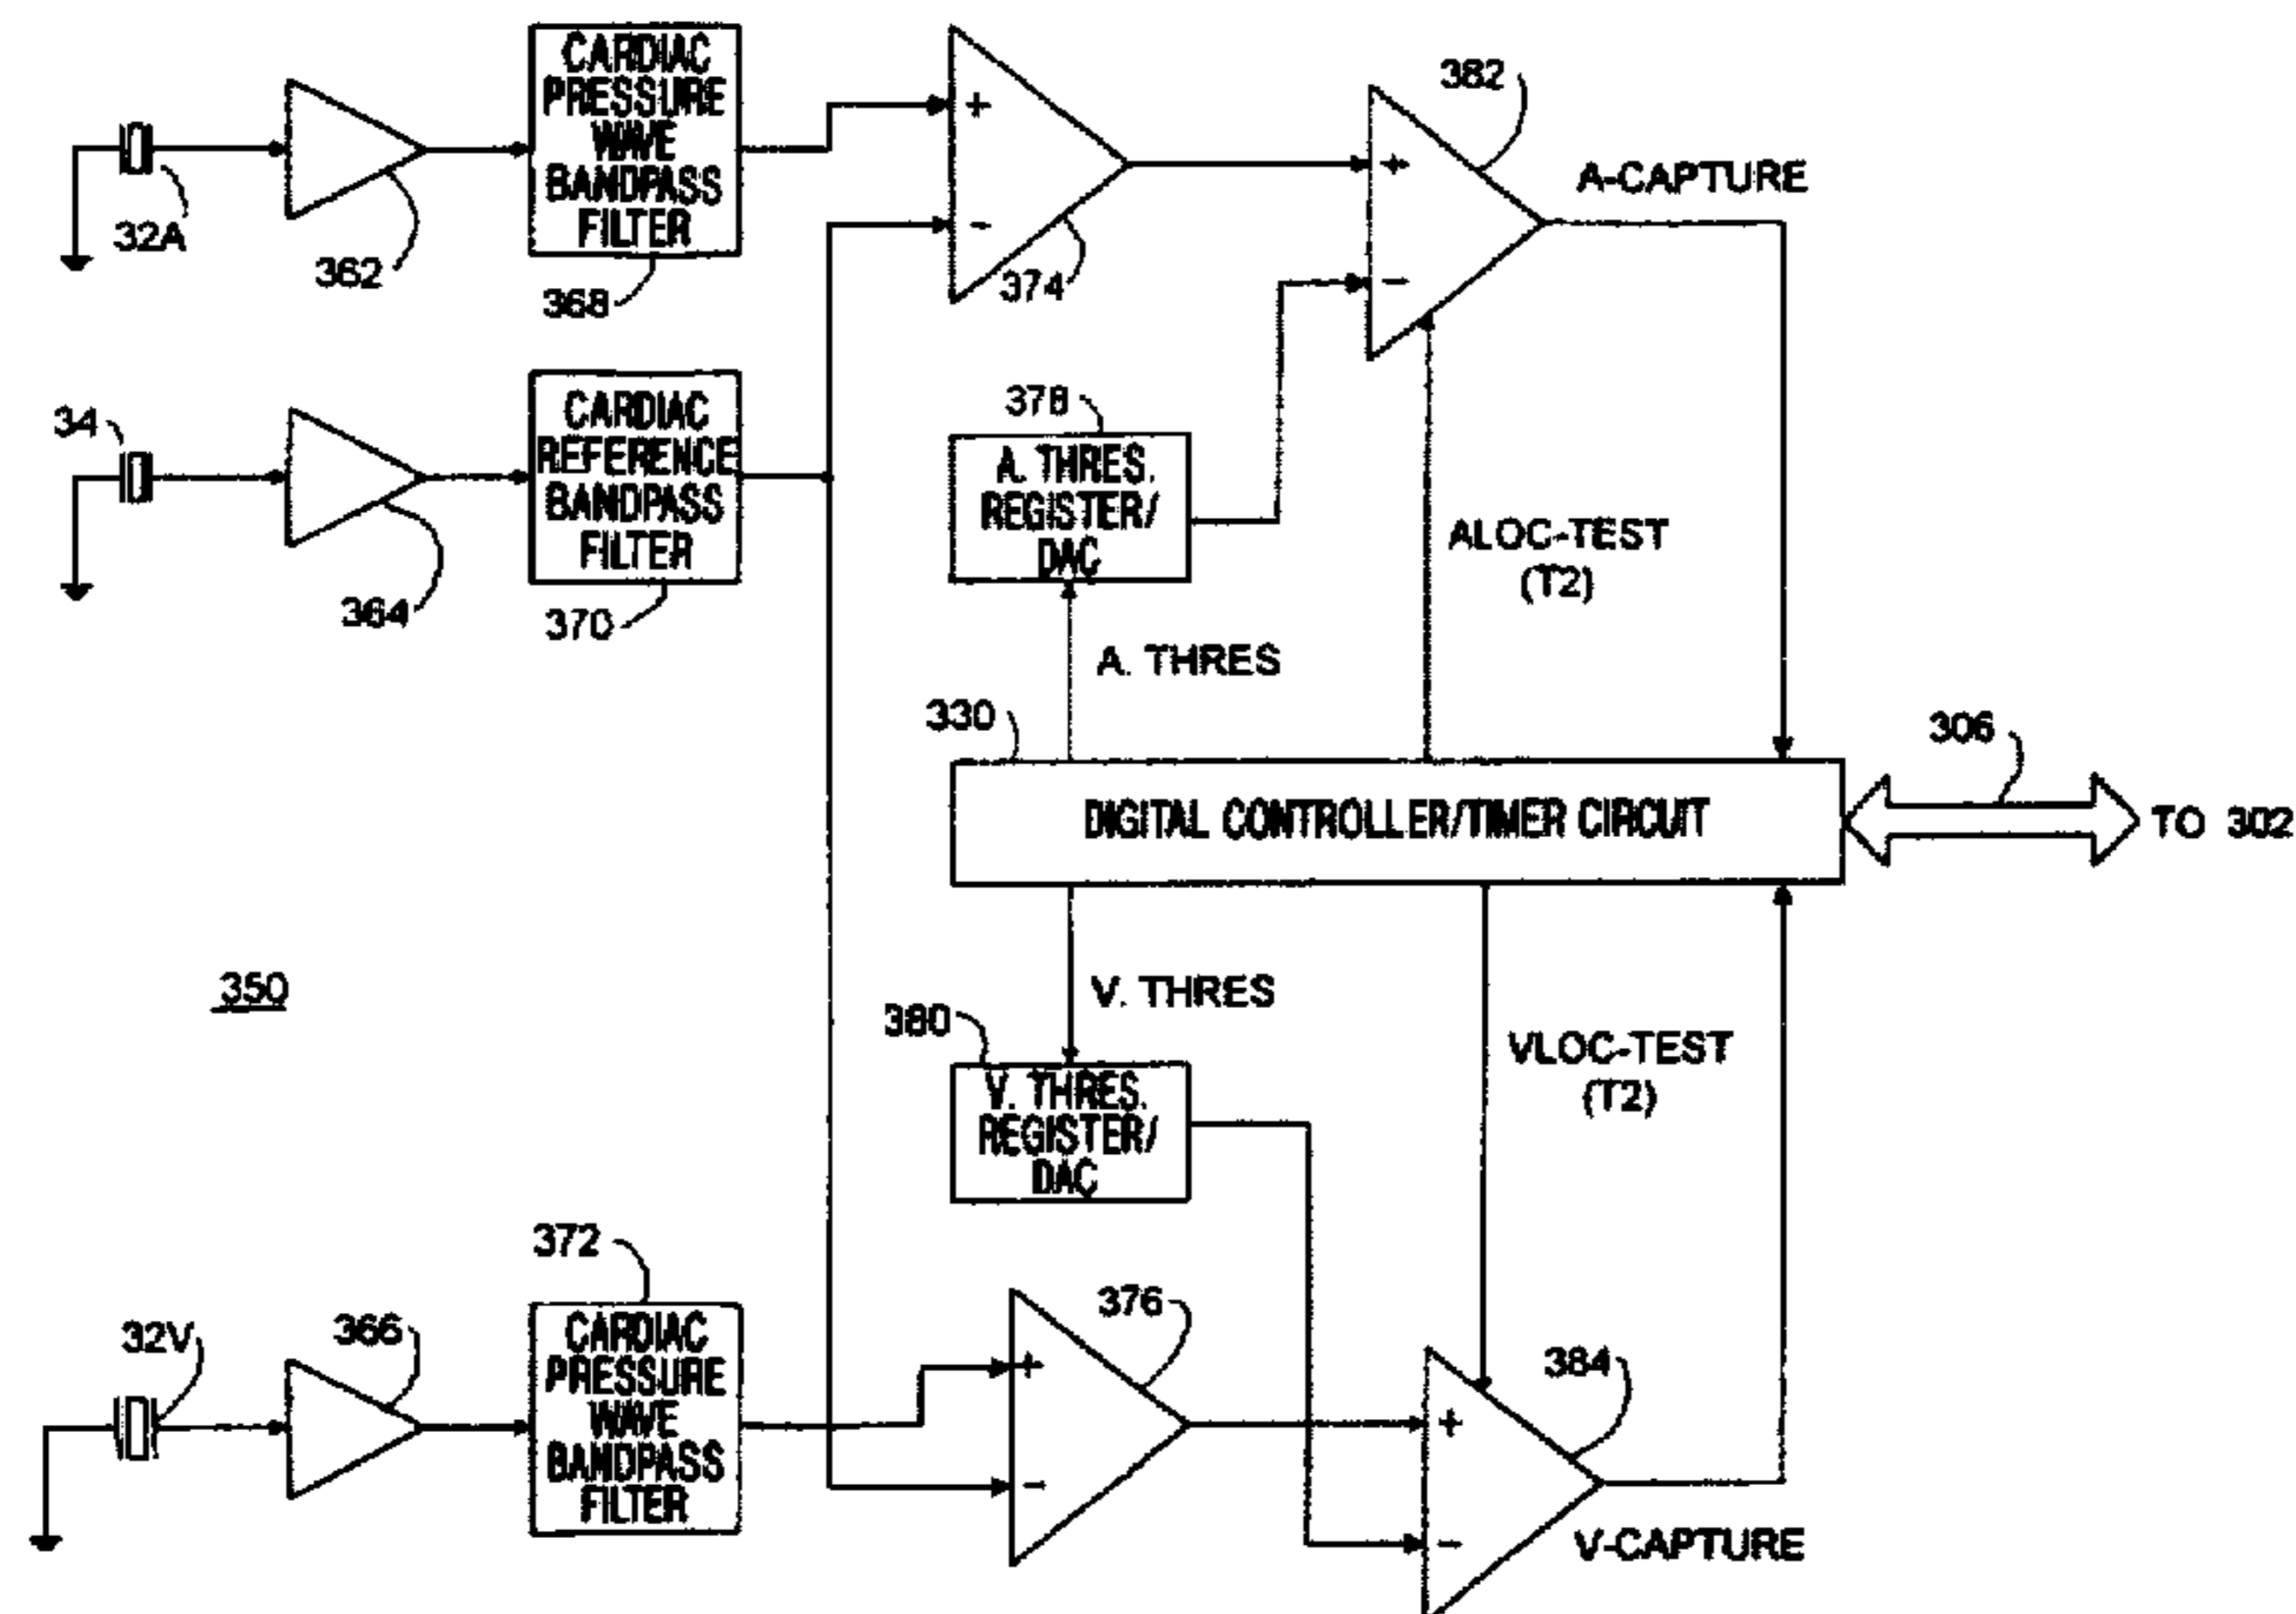 CARDIAC
PRESSURE
WAVE
BANDPASS
FILTER
382
A-CAPTURE
32A
362
368
374
34
CARDIAC
REFERENCE
BANDPASS
FILTER
378
A. THRES.
REGISTER/
DAC
ALOC-TEST
(T2)
364
370
A. THRES
330
306
DIGITAL CONTROLLER/TIMER CIRCUIT
TO 302
350
V. THRES
380
VLOC-TEST
(T2)
V. THRES.
REGISTER/
DAC
372
376
32V
366
CARDIAC
PRESSURE
WAVE
BANDPASS
FILTER
384
V-CAPTURE
+
-
+
-
+
-
+
-